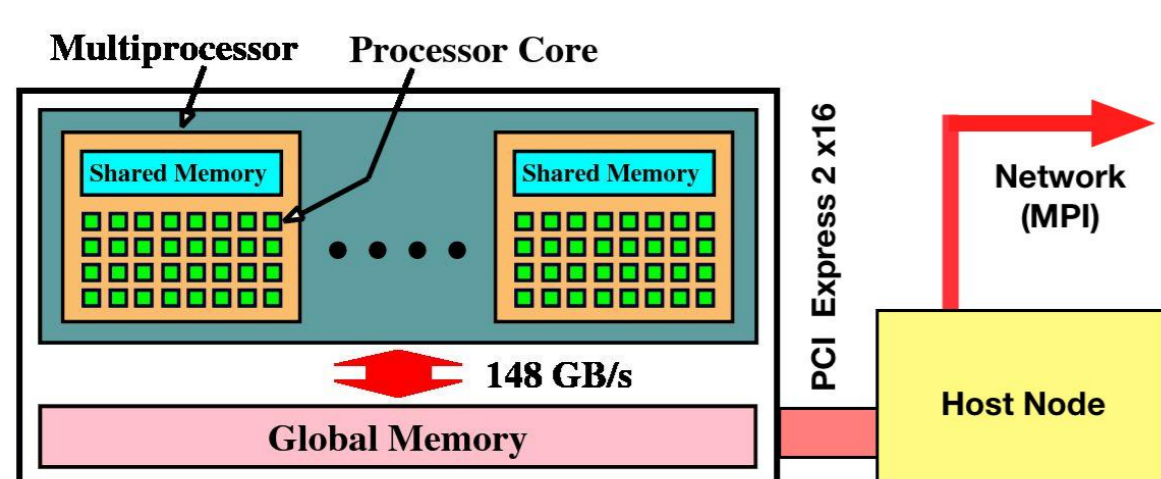 Multiprocessor
Processor Core
Shared Memory
Shared Memory
148 GB/s
Global Memory
PCI Express 2 x16
Network
(MPI)
Host Node